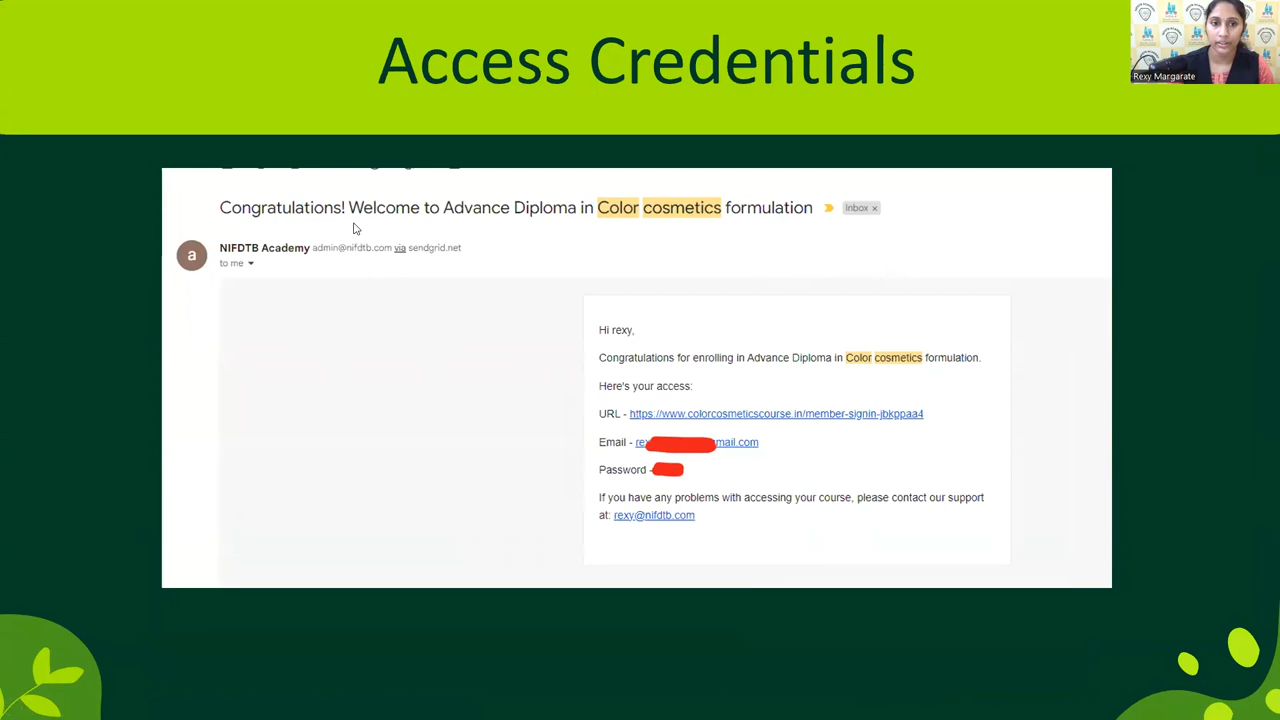 Access Credentials
Rexy Margarate
Congratulations! Welcome to Advance Diploma in Color cosmetics formulation Inbox ×
NIFDTB Academy admin@nifdtb.com via sendgrid.net
a
to me
Hi rexy,
Congratulations for enrolling in Advance Diploma in Color cosmetics formulation.
Here's your access:
URL - https://www.colorcosmeticscourse.in/member-signin-jbkppaa4
Email - rex mail.com
Password -
If you have any problems with accessing your course, please contact our support
at: rexy@nifdtb.com